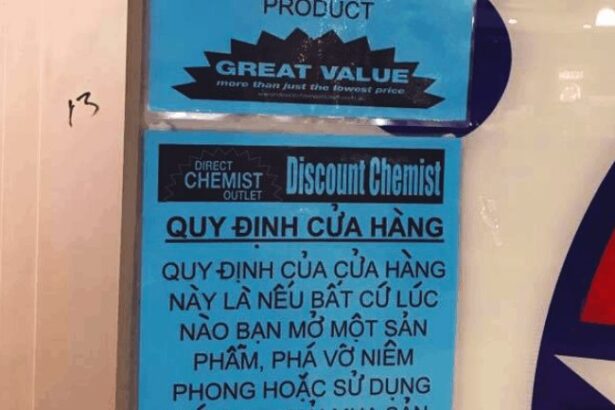 PRODUCT
GREAT VALUE
more than just the lowest price
13
DIRECT
CHEMIST
OUTLET
Discount Chemist
QUY ĐỊNH CỬA HÀNG
QUY ĐỊNH CỦA CỬA HÀNG
NÀY LÀ NẾU BẤT CỨ LÚC
NÀO BẠN MỞ MỘT SẢN
PHẨM, PHÁ VỠ NIÊM
PHONG HOẶC SỬ DỤNG